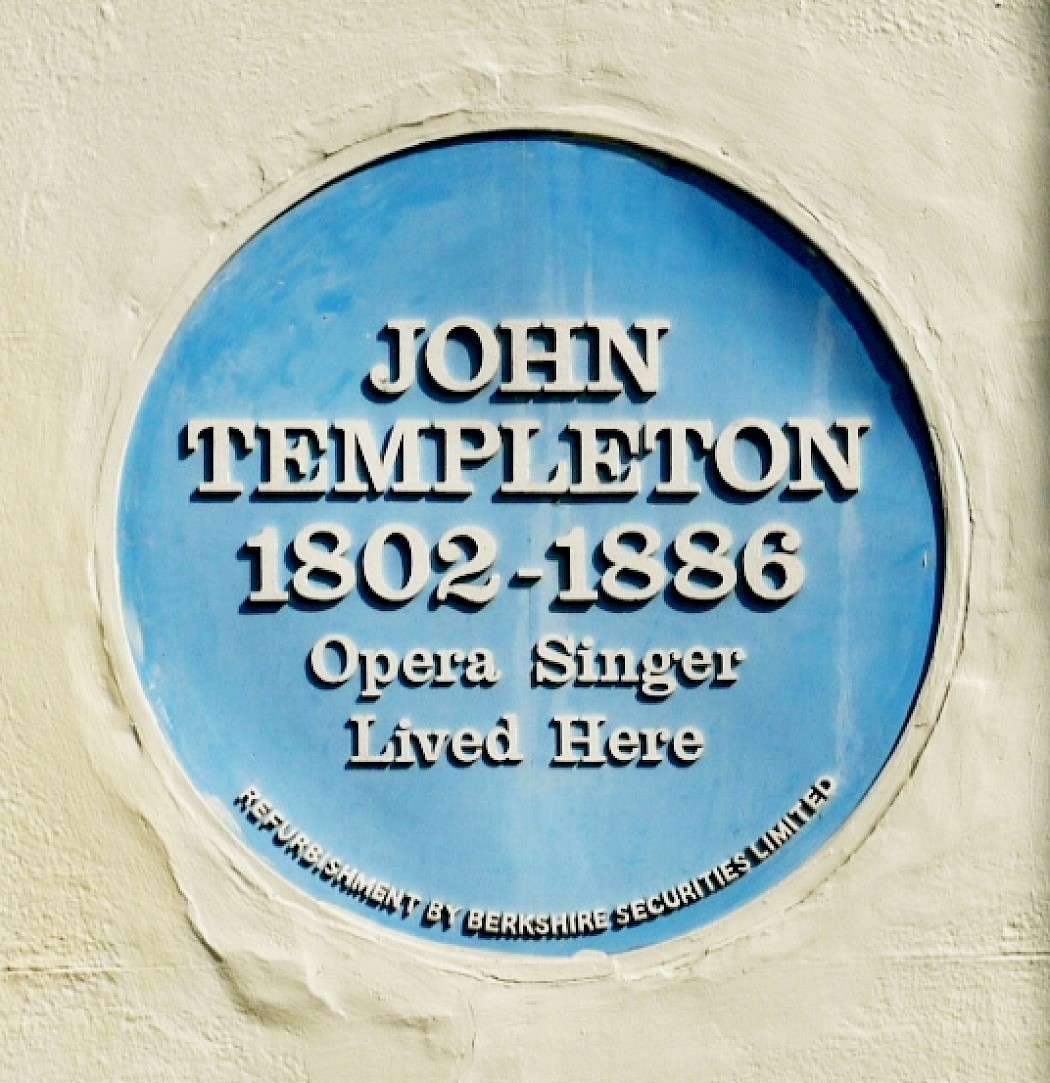 JOHN
TEMPLETON
1802-1886
Opera Singer
Lived Here
REFURBISHMENT BY BERKSHIRE SECURITIES LIMITED